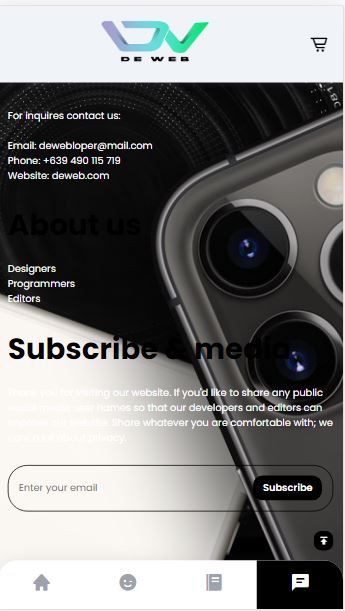 DE WEB
For inquires contact us:
Email: dewebloper@mail.com
Phone: +639 490 115 719
Website: deweb.com
About us
Designers
Programmers
Editors
Subscribe & media
Thank you for visiting our website. If you'd like to share any public
social media user names so that our developers and editors can
improve our website. Share whatever you are comfortable with; we
care a lot about privacy.
Enter your email
Subscribe